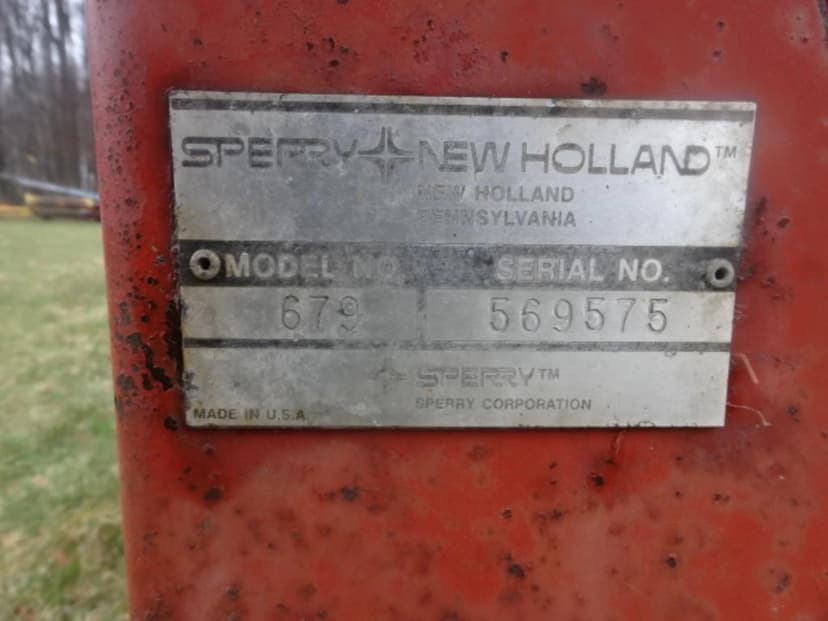 SPERRY NEW HOLLAND™
NEW HOLLAND
PENNSYLVANIA
MODEL NO. SERIAL NO.
679 569575
SPERRY™
SPERRY CORPORATION
MADE IN U.S.A